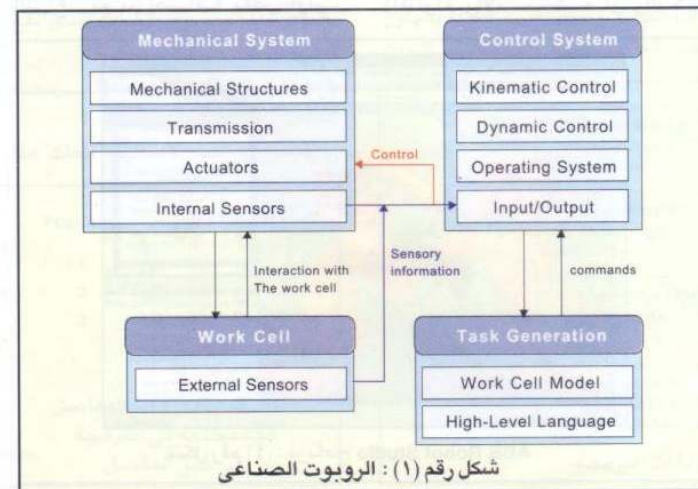 Mechanical System
Mechanical Structures
Transmission
Actuators
Internal Sensors
Control System
Kinematic Control
Dynamic Control
Operating System
Input/Output
Control
Sensory
information
Interaction with
The work cell
commands
Work Cell
External Sensors
Task Generation
Work Cell Model
High-Level Language
شكل رقم (١) : الروبوت الصناعى